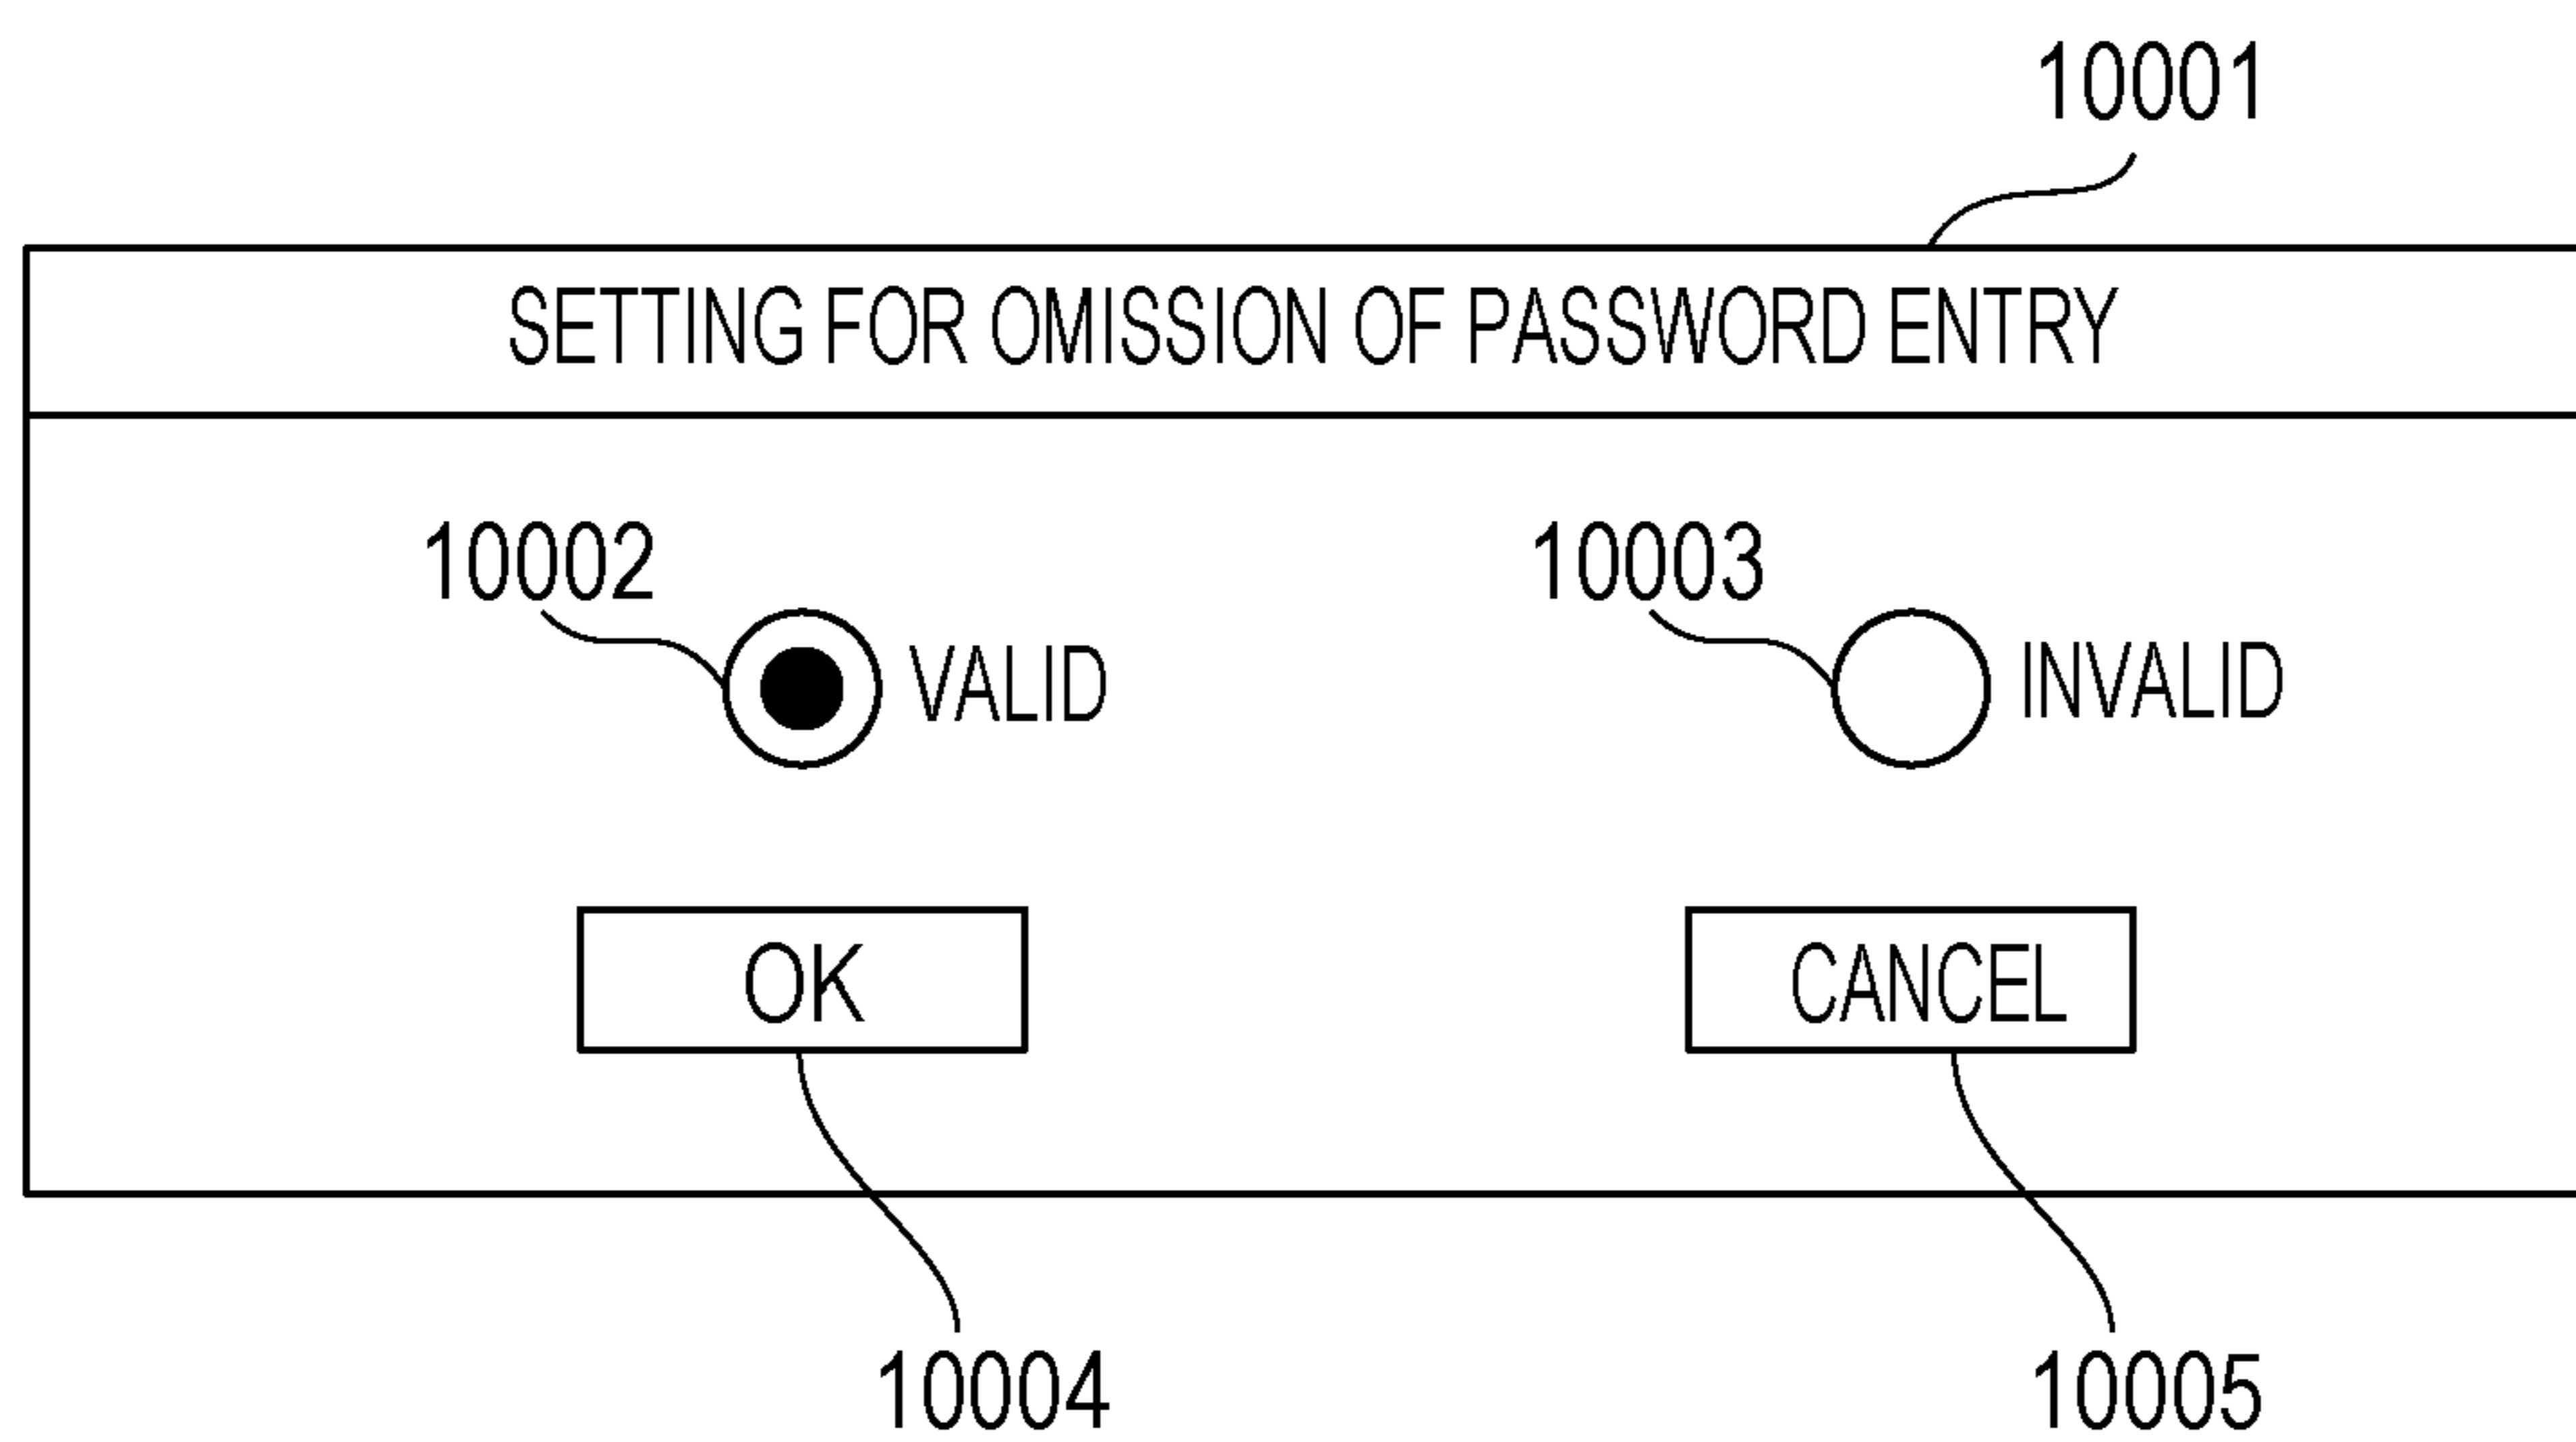 10001
SETTING FOR OMISSION OF PASSWORD ENTRY
10002
VALID
10003
INVALID
OK
CANCEL
10004
10005